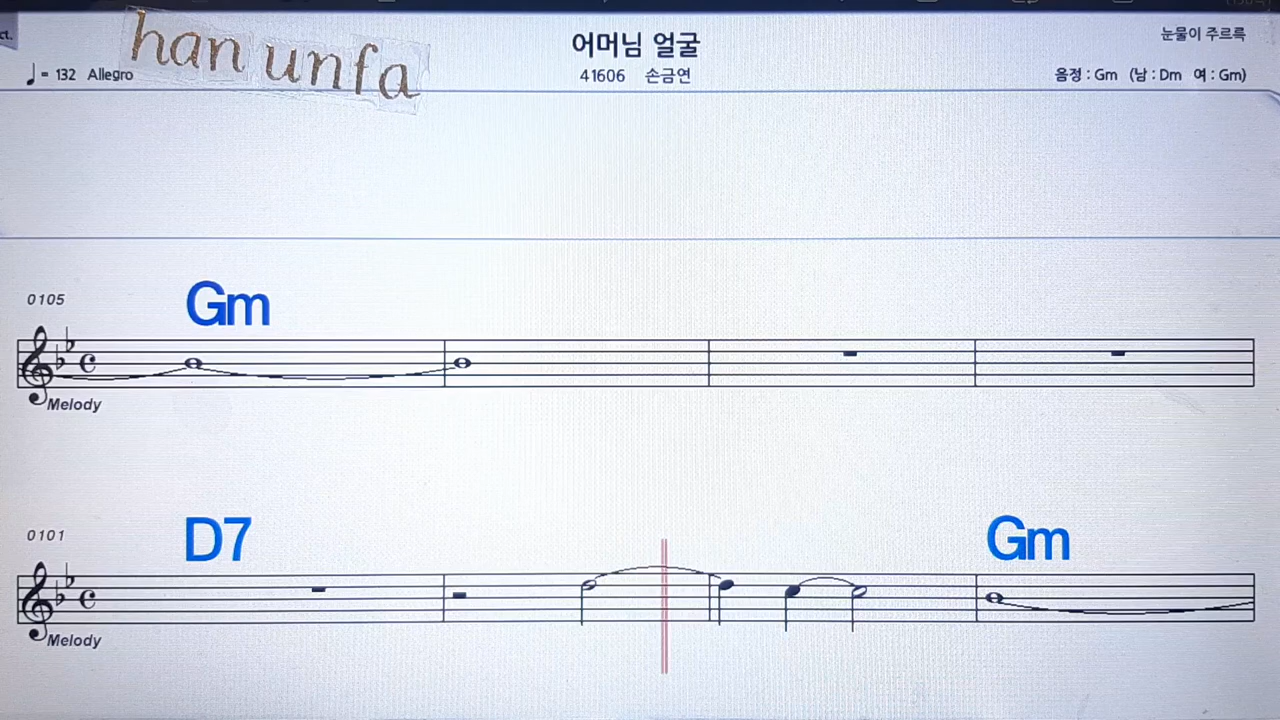 ct.
han unfa
어머님 얼굴
눈물이 주르륵
♩= 132 Allegro
41606 손금연
음정 : Gm (남 : Dm 여 : Gm)
0105
Gm
Melody
0101
D7
Gm
Melody